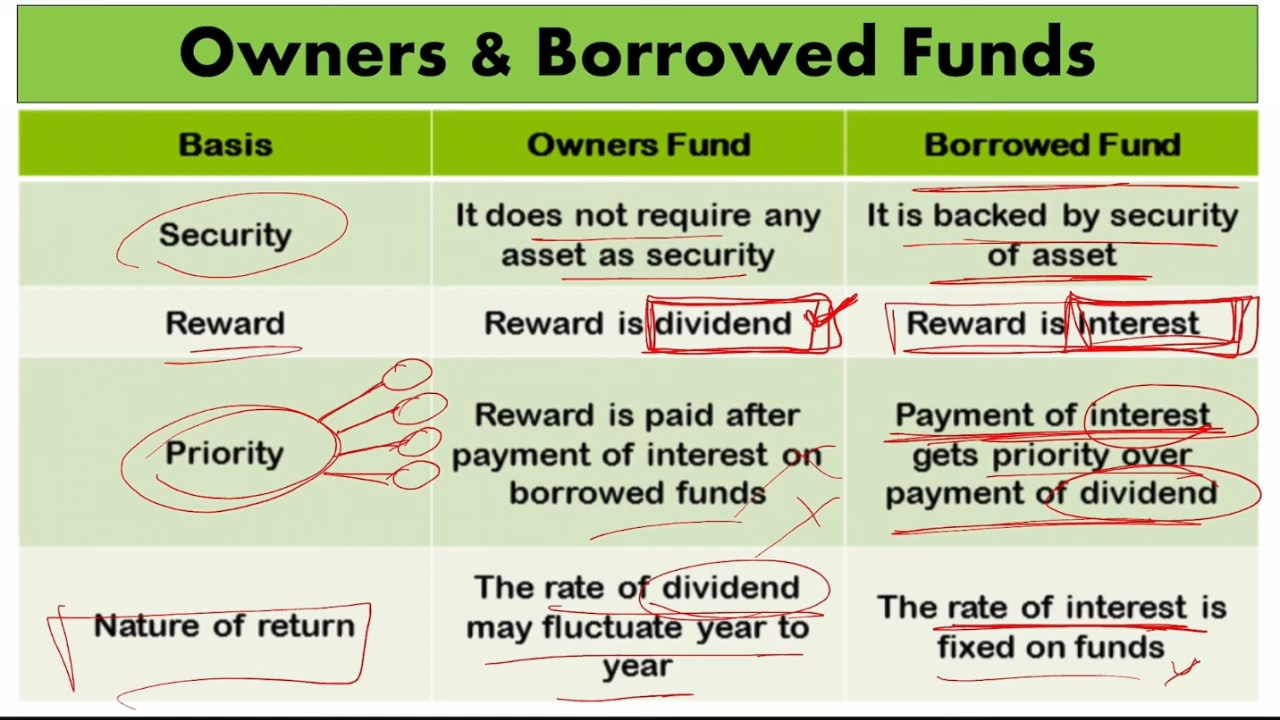 Owners & Borrowed Funds
Basis
Owners Fund
Borrowed Fund
Security
It does not require any
asset as security
It is backed by security
of asset
Reward
Reward is dividend
Reward is Interest
Priority
Reward is paid after
payment of interest on
borrowed funds
Payment of interest
gets priority over
payment of dividend
Nature of return
The rate of dividend
may fluctuate year to
year
The rate of interest is
fixed on funds